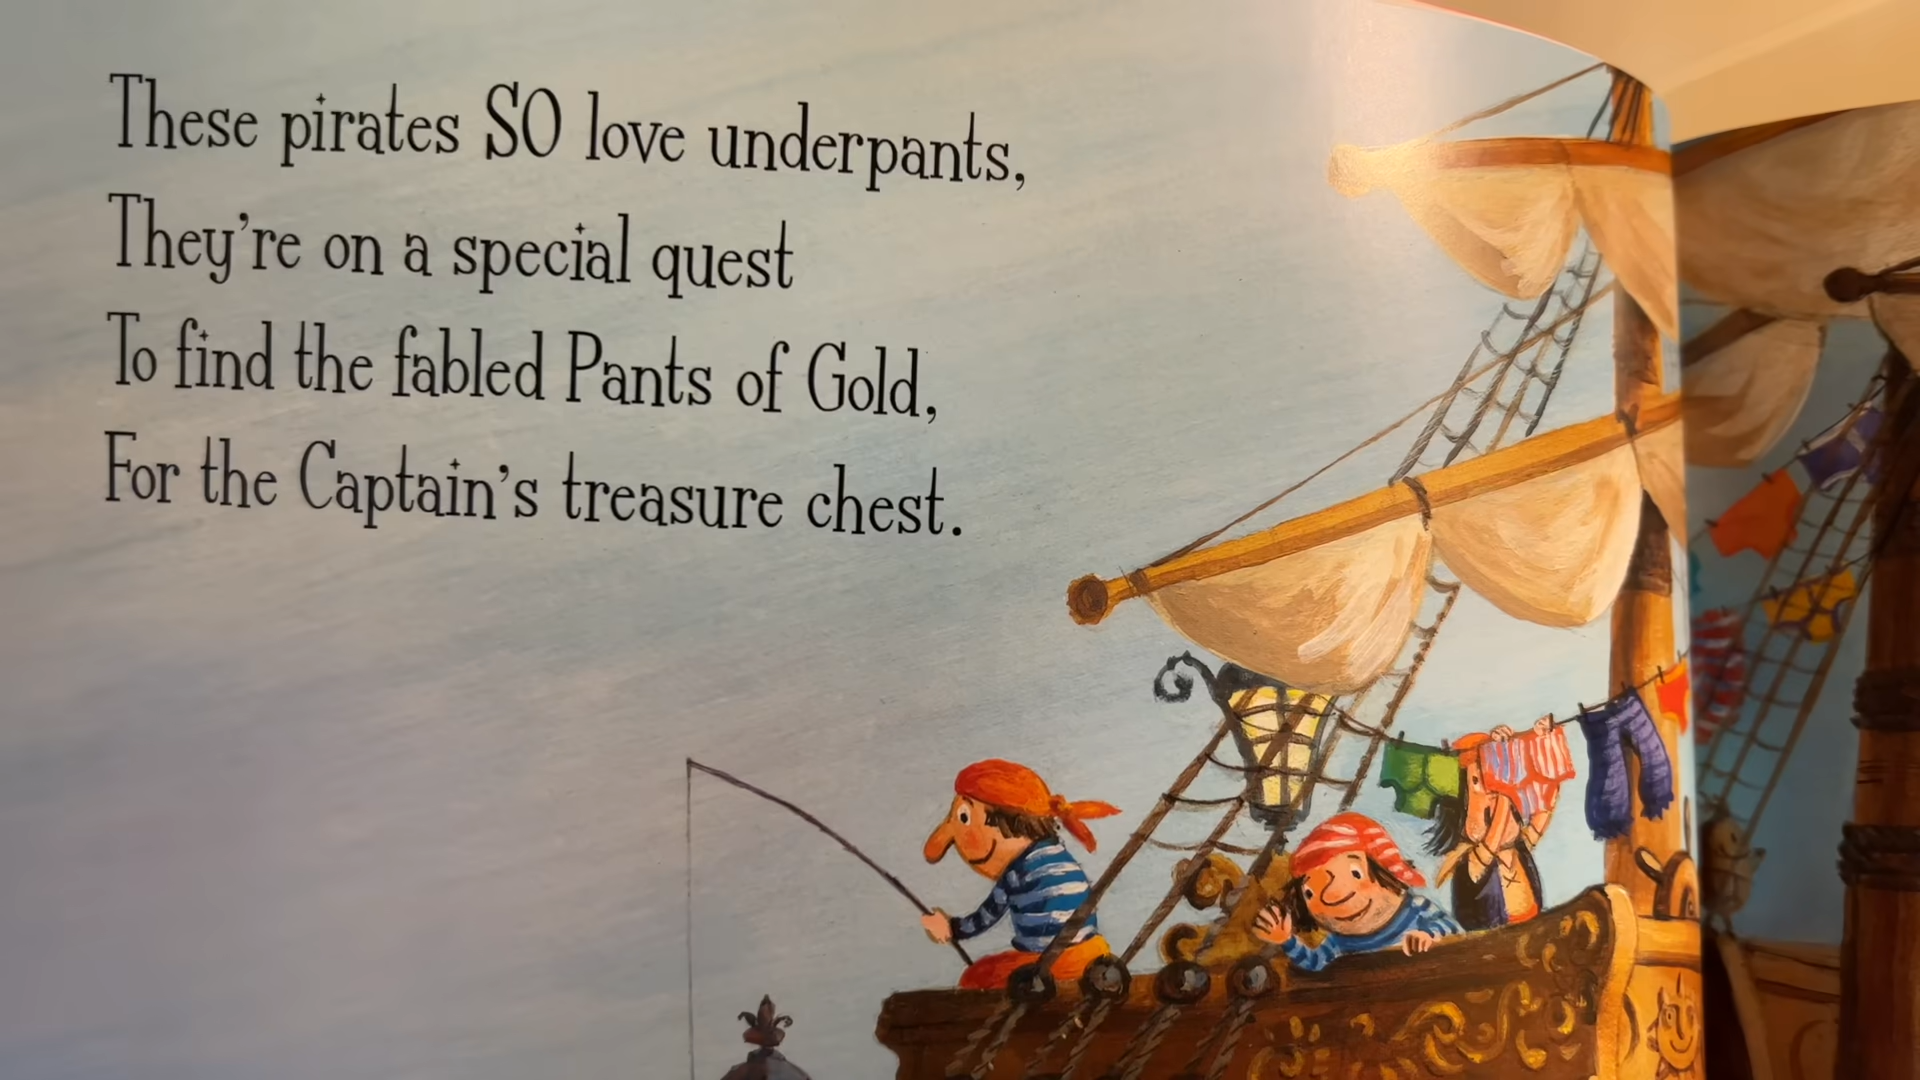 These pirates SO love underpants,
They're on a special quest
To find the fabled Pants of Gold,
For the Captain's treasure chest.